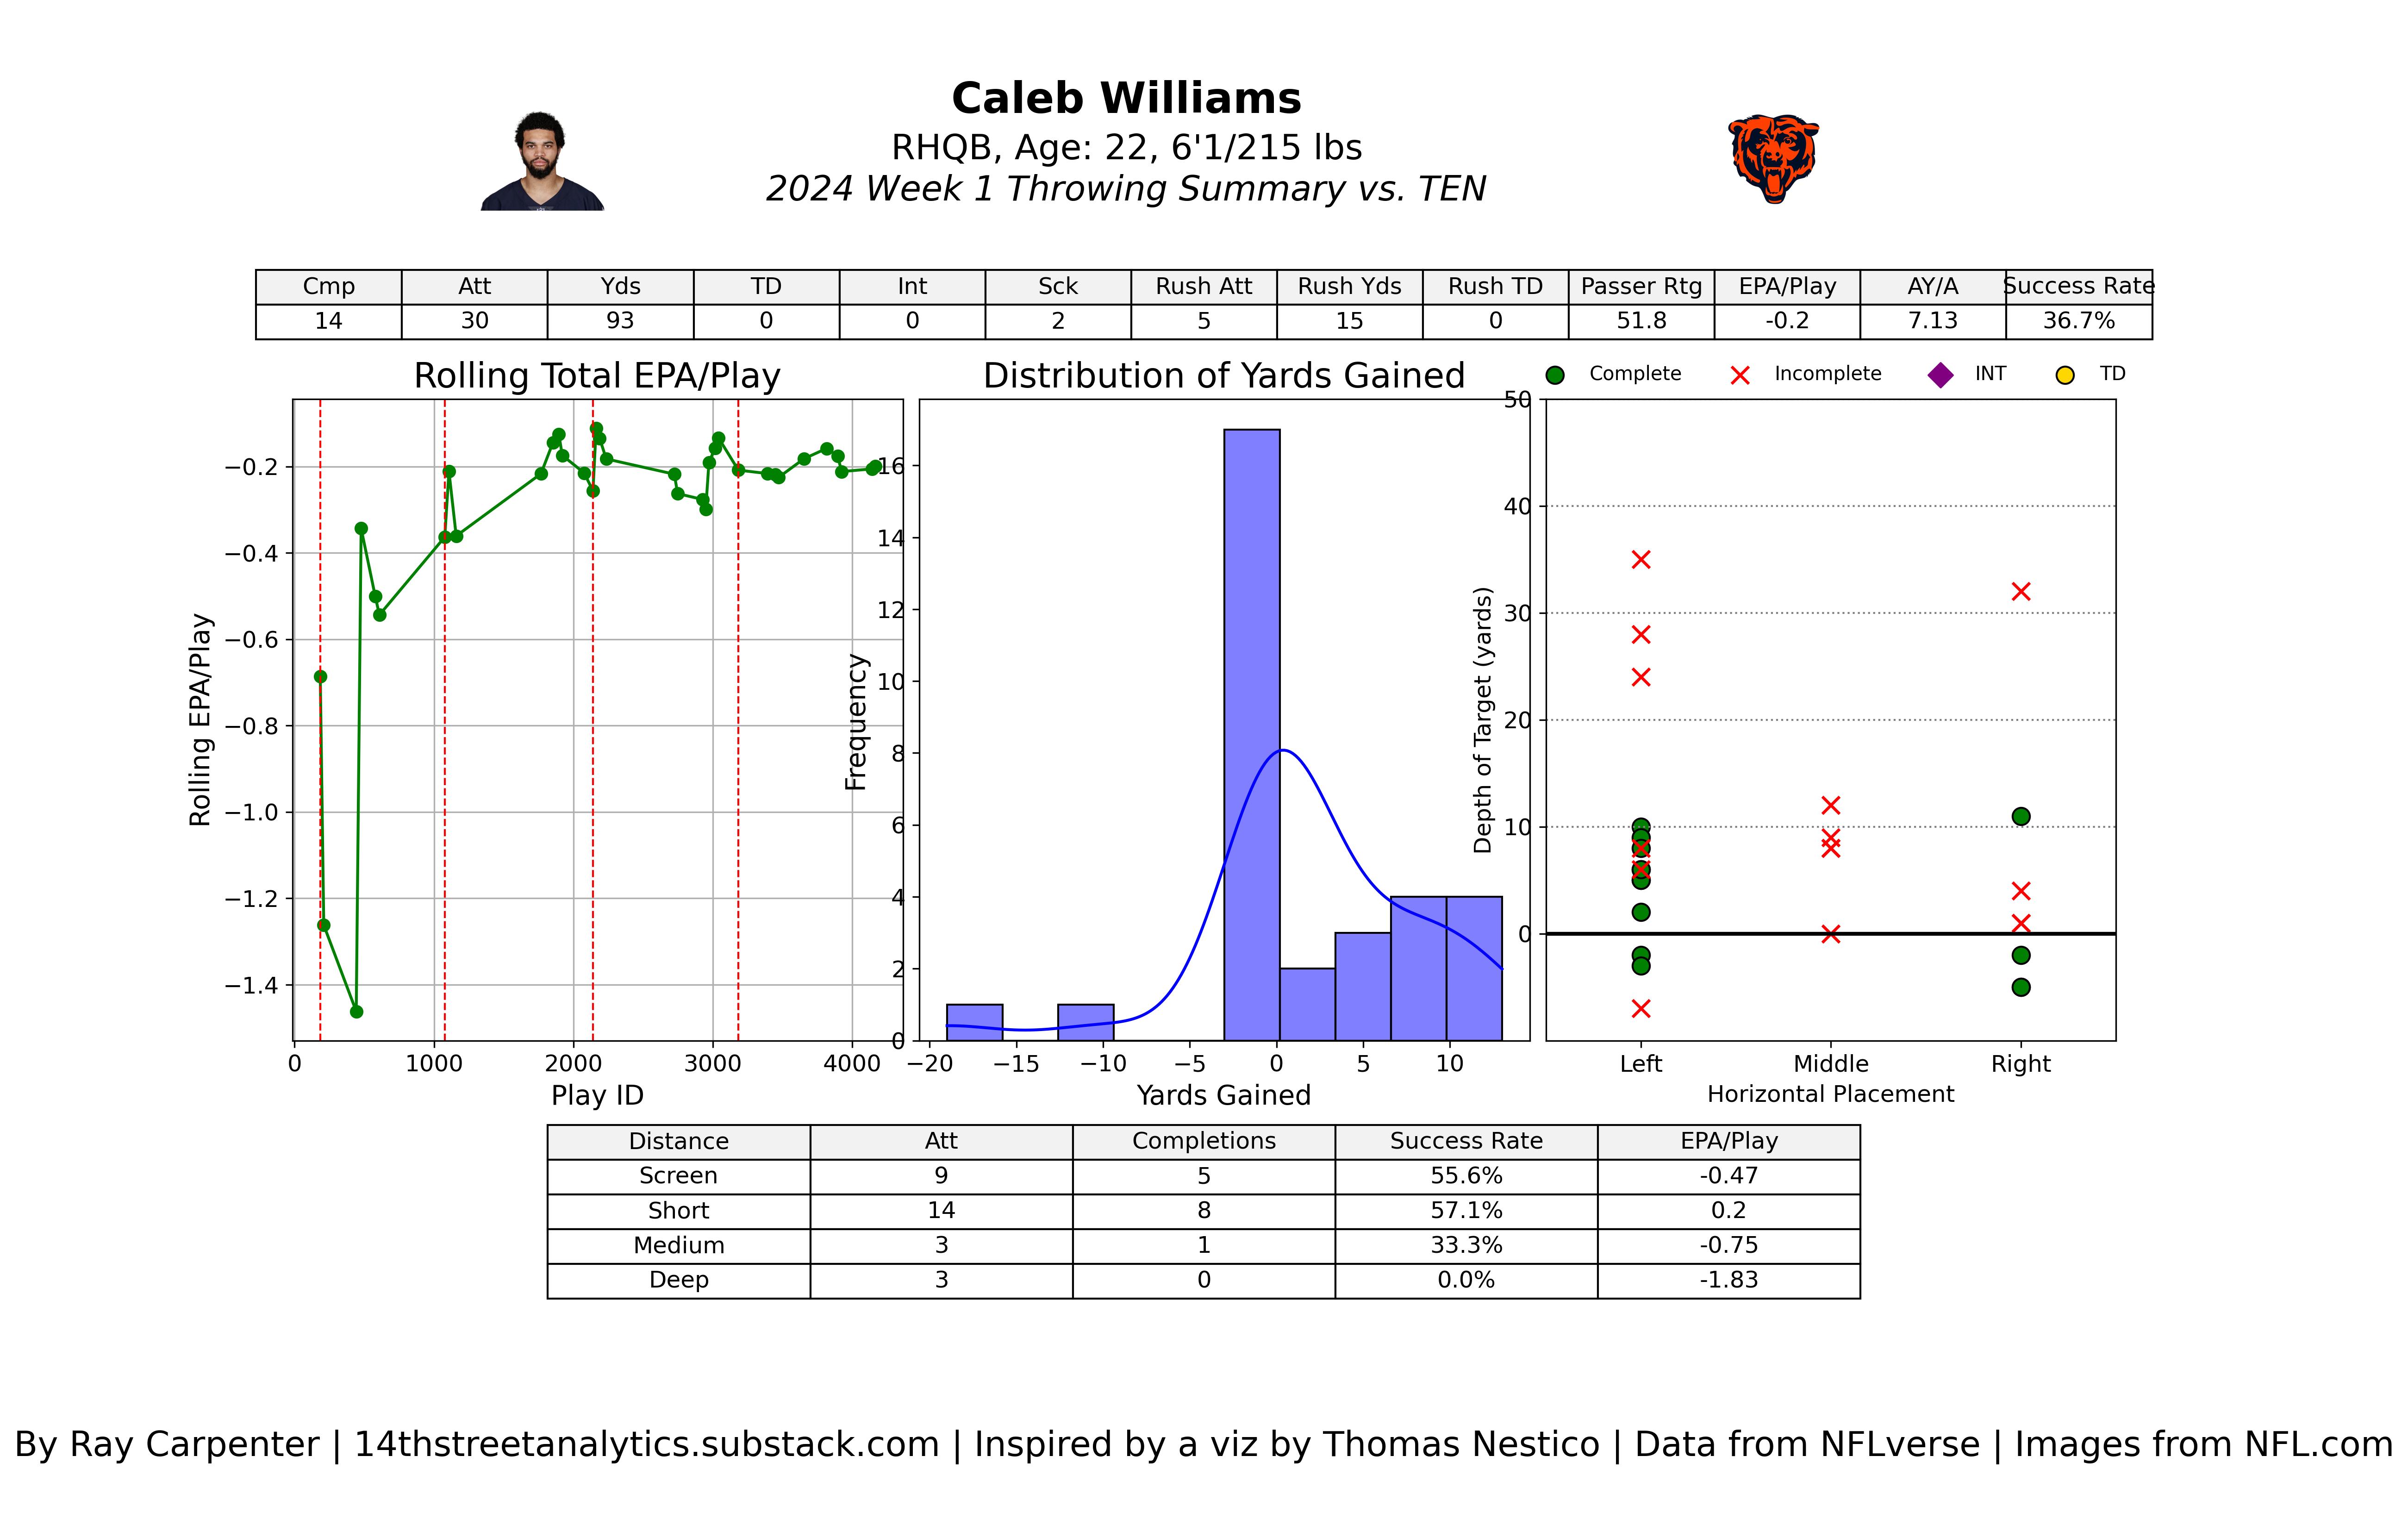 Caleb Williams
RHQB, Age: 22, 6'1/215 lbs
2024 Week 1 Throwing Summary vs. TEN
Cmp Att Yds TD Int Sck Rush Att Rush Yds Rush TD Passer Rtg EPA/Play AY/A Success Rate
14 30 93 0 0 2 5 15 0 51.8 -0.2 7.13 36.7%
Rolling Total EPA/Play
−0.2
−0.4
−0.6
−0.8
−1.0
−1.2
−1.4
Rolling EPA/Play
0 1000 2000 3000 4000
Play ID
Distribution of Yards Gained
16
14
12
10
8
6
4
2
0
Frequency
−20 −15 −10 −5 0 5 10
Yards Gained
Complete Incomplete INT TD
50
40
30
20
10
0
Depth of Target (yards)
Left Middle Right
Horizontal Placement
Distance Att Completions Success Rate EPA/Play
Screen 9 5 55.6% -0.47
Short 14 8 57.1% 0.2
Medium 3 1 33.3% -0.75
Deep 3 0 0.0% -1.83
By Ray Carpenter | 14thstreetanalytics.substack.com | Inspired by a viz by Thomas Nestico | Data from NFLverse | Images from NFL.com